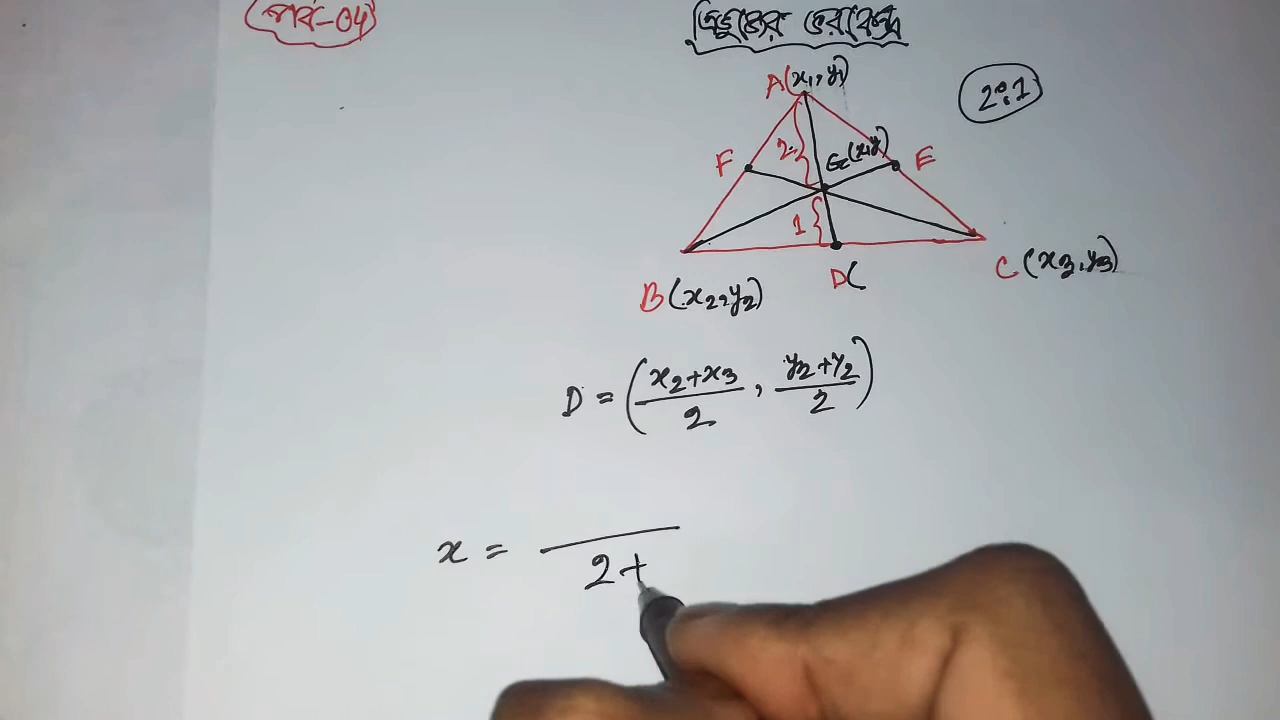 পার্ট-04
ত্রিভুজের ভরকেন্দ্র
A(x₁, y₁)
2:1
F
2
G(x,y)
E
1
B(x₂, y₂)
D(
C(x₃, y₃)
D = ( x₂+x₃ / 2 , y₂+y₂ / 2 )
x = / 2+